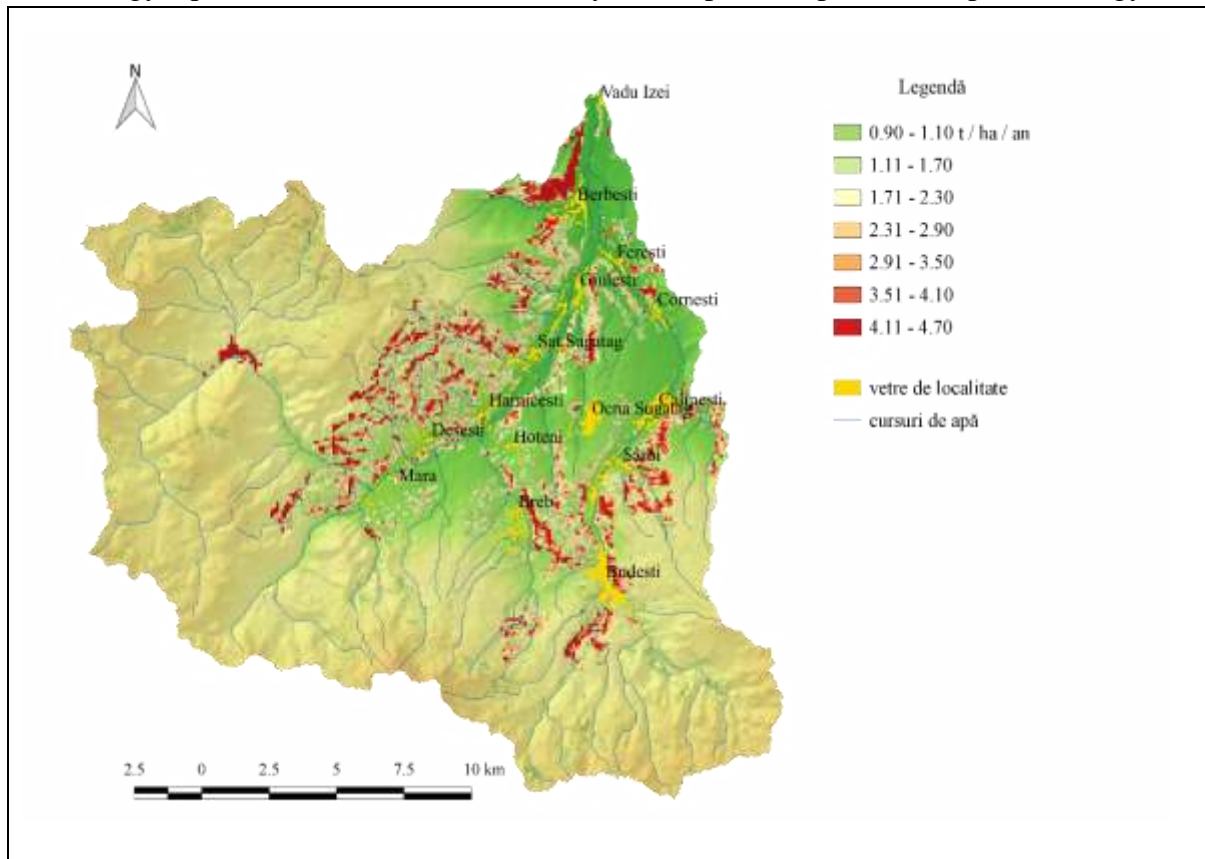 N
Legendă
0.90 - 1.10 t / ha / an
1.11 - 1.70
1.71 - 2.30
2.31 - 2.90
2.91 - 3.50
3.51 - 4.10
4.11 - 4.70
vetre de localitate
cursuri de apă
Vadu Izei
Berbesti
Feresti
Giulesti
Cornesti
Sat Sugatag
Harnicesti
Ocna Sugatag
Calinesti
Desesti
Hoteni
Sarbi
Mara
Breb
Budesti
2.5 0 2.5 5 7.5 10 km